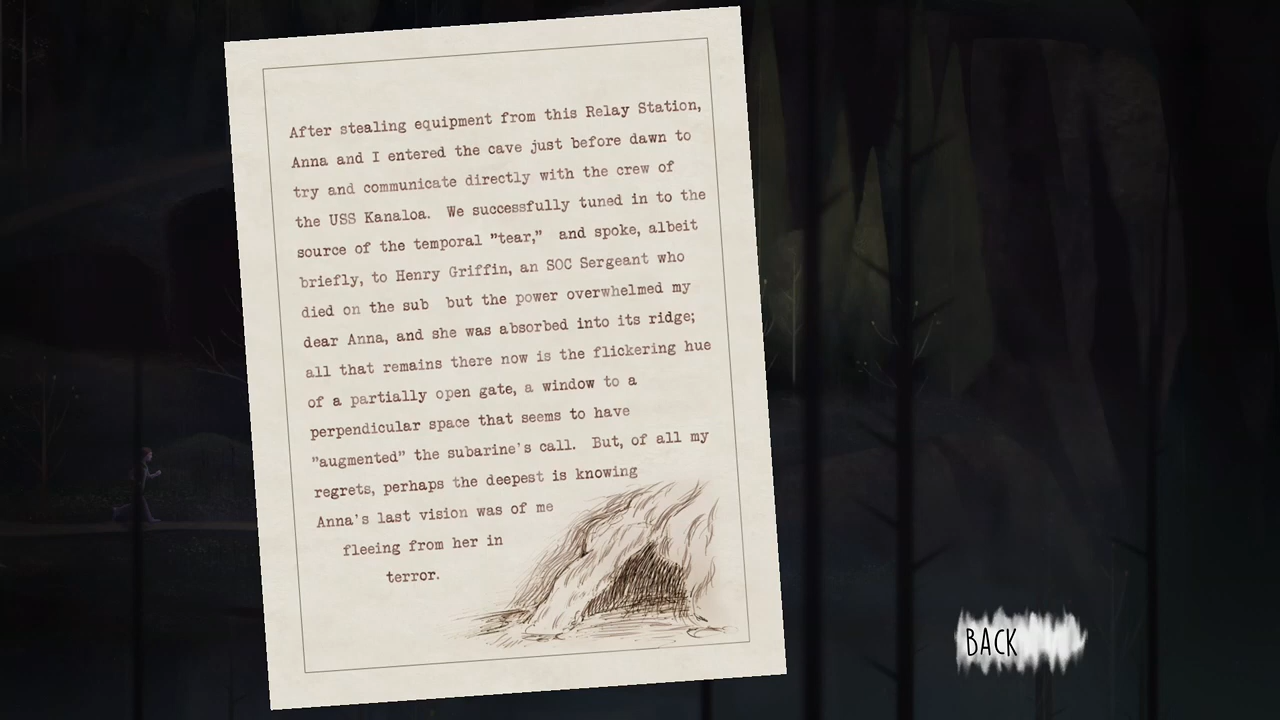 After stealing equipment from this Relay Station,
Anna and I entered the cave just before dawn to
try and communicate directly with the crew of
the USS Kanaloa.  We successfully tuned in to the
source of the temporal "tear,"  and spoke, albeit
briefly, to Henry Griffin, an SOC Sergeant who
died on the sub  but the power overwhelmed my
dear Anna, and she was absorbed into its ridge;
all that remains there now is the flickering hue
of a partially open gate, a window to a
perpendicular space that seems to have
"augmented" the subarine's call.  But, of all my
regrets, perhaps the deepest is knowing
Anna's last vision was of me
fleeing from her in
terror.
BACK